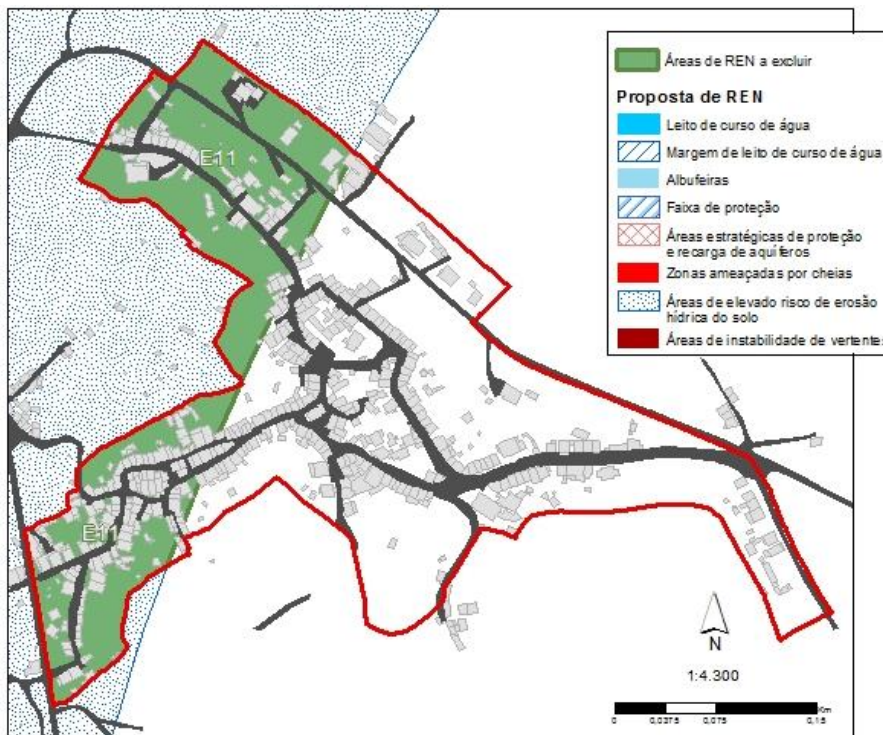 E11
E11
Áreas de REN a excluir
Proposta de REN
Leito de curso de água
Margem de leito de curso de água
Albufeiras
Faixa de proteção
Áreas estratégicas de proteção
e recarga de aquíferos
Zonas ameaçadas por cheias
Áreas de elevado risco de erosão
hídrica do solo
Áreas de instabilidade de vertentes
N
1:4.300
Km
0 0,0375 0,075 0,15